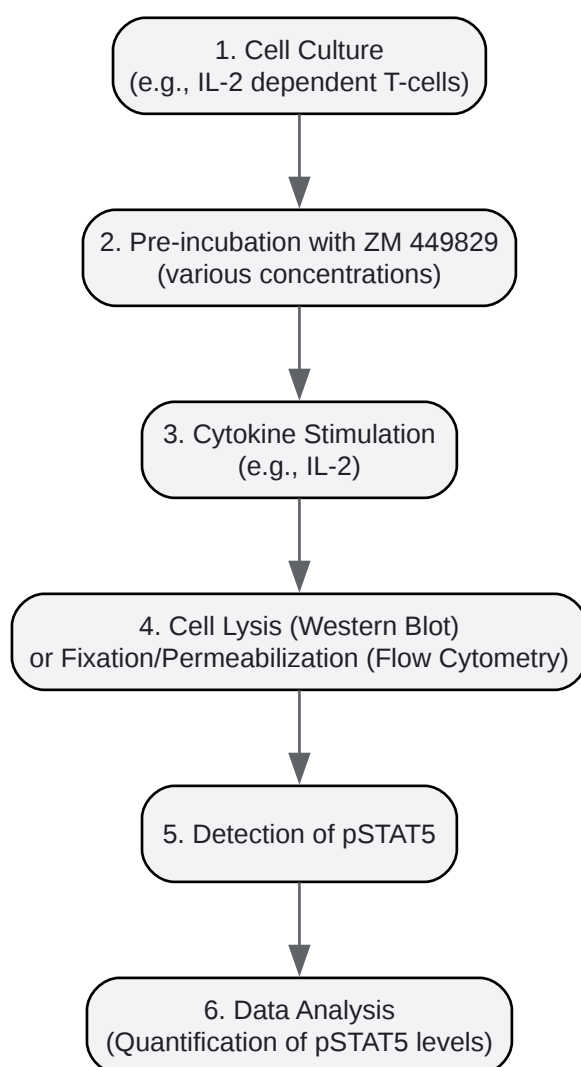 1. Cell Culture
(e.g., IL-2 dependent T-cells)
2. Pre-incubation with ZM 449829
(various concentrations)
3. Cytokine Stimulation
(e.g., IL-2)
4. Cell Lysis (Western Blot)
or Fixation/Permeabilization (Flow Cytometry)
5. Detection of pSTAT5
6. Data Analysis
(Quantification of pSTAT5 levels)